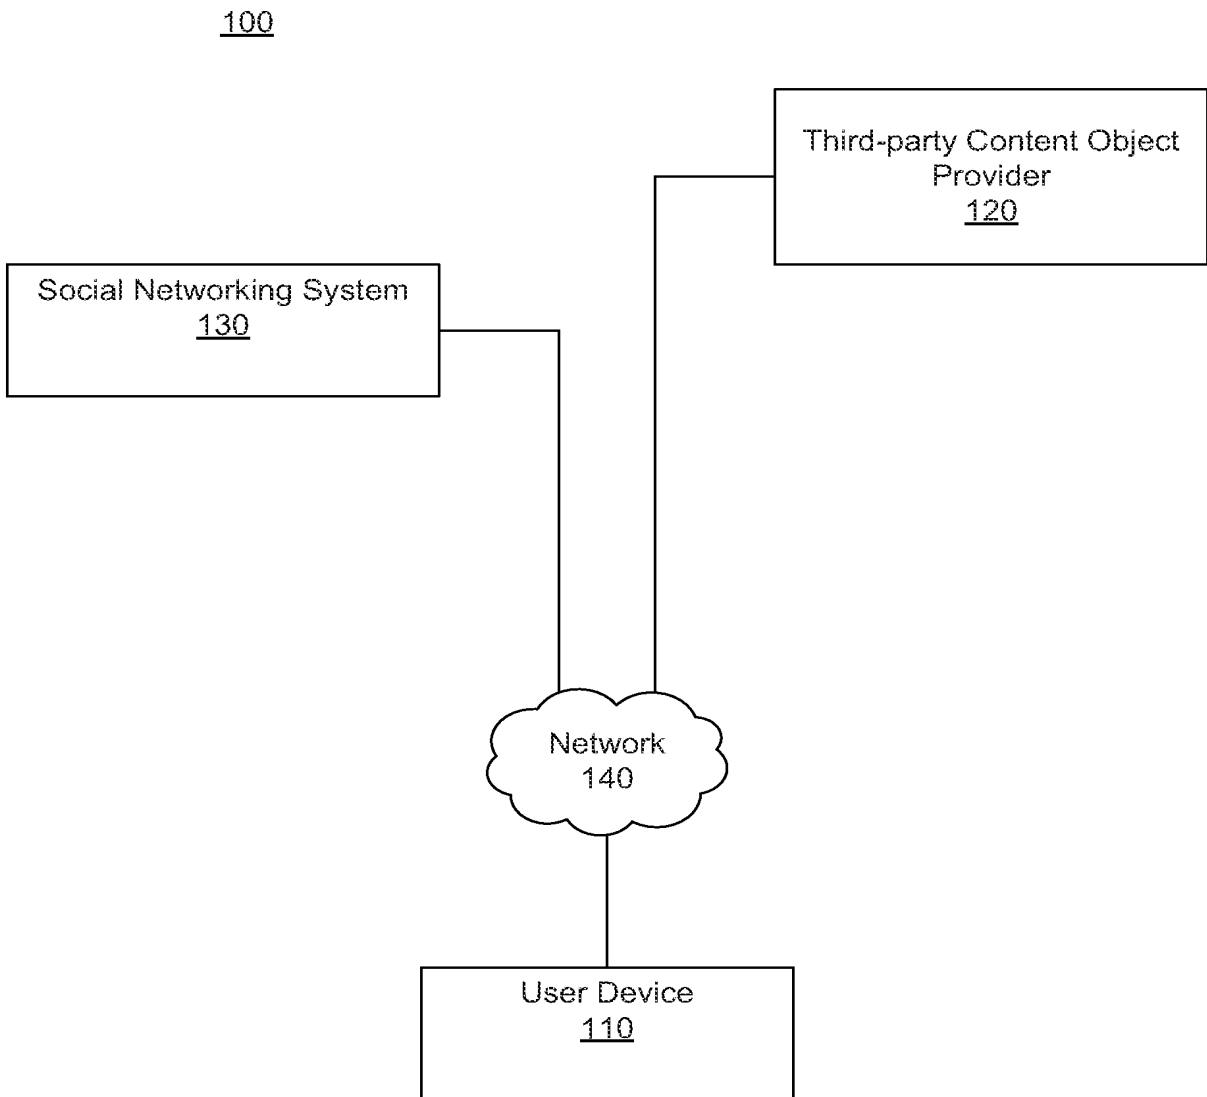 100
Third-party Content Object
Provider
120
Social Networking System
130
Network
140
User Device
110